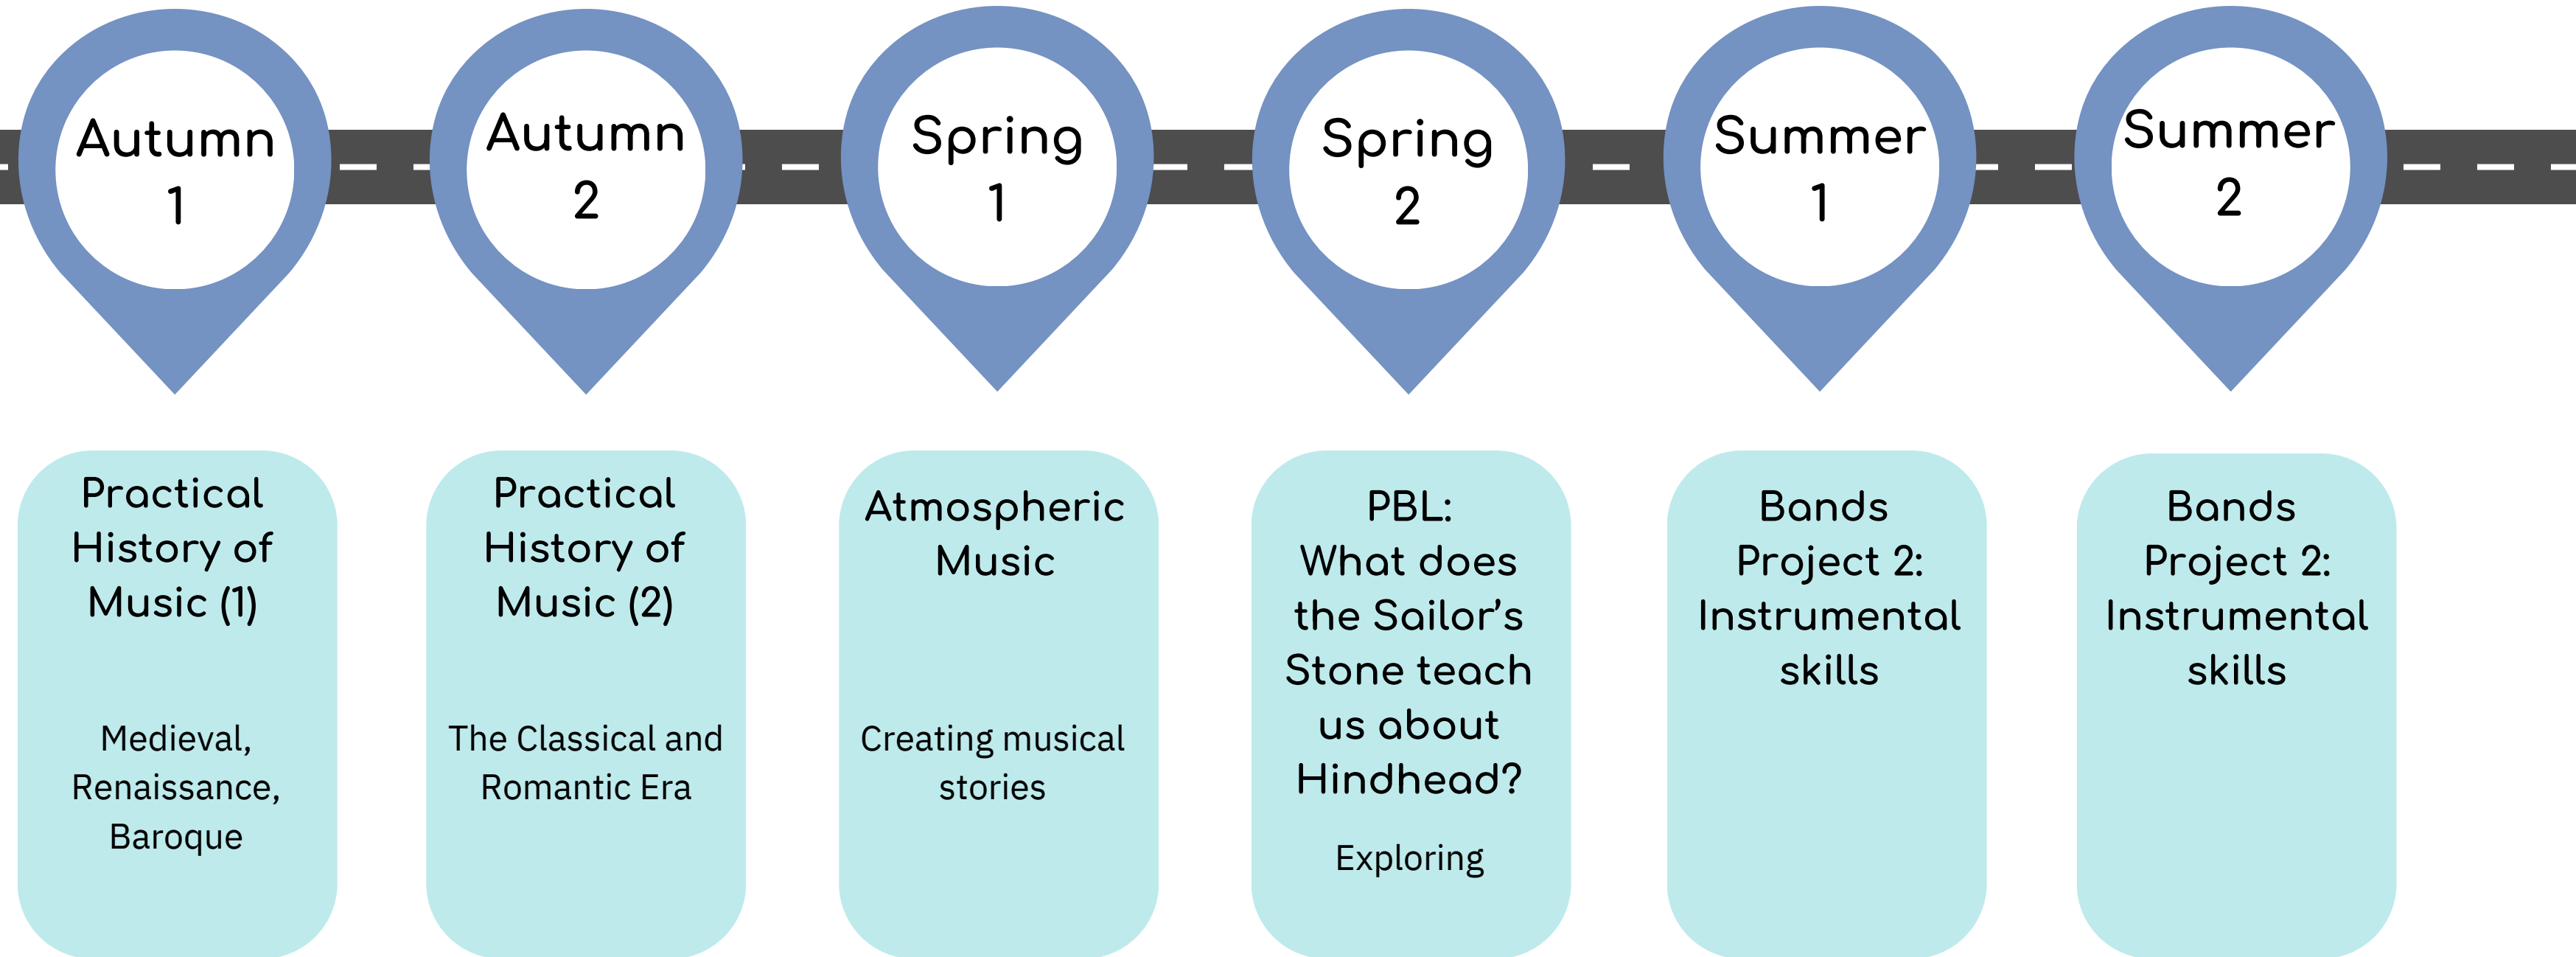 Autumn
1
Autumn
2
Spring
1
Spring
2
Summer
1
Summer
2
Practical
History of
Music (1)
Medieval,
Renaissance,
Baroque
Practical
History of
Music (2)
The Classical and
Romantic Era
Atmospheric
Music
Creating musical
stories
PBL:
What does
the Sailor’s
Stone teach
us about
Hindhead?
Exploring
Bands
Project 2:
Instrumental
skills
Bands
Project 2:
Instrumental
skills